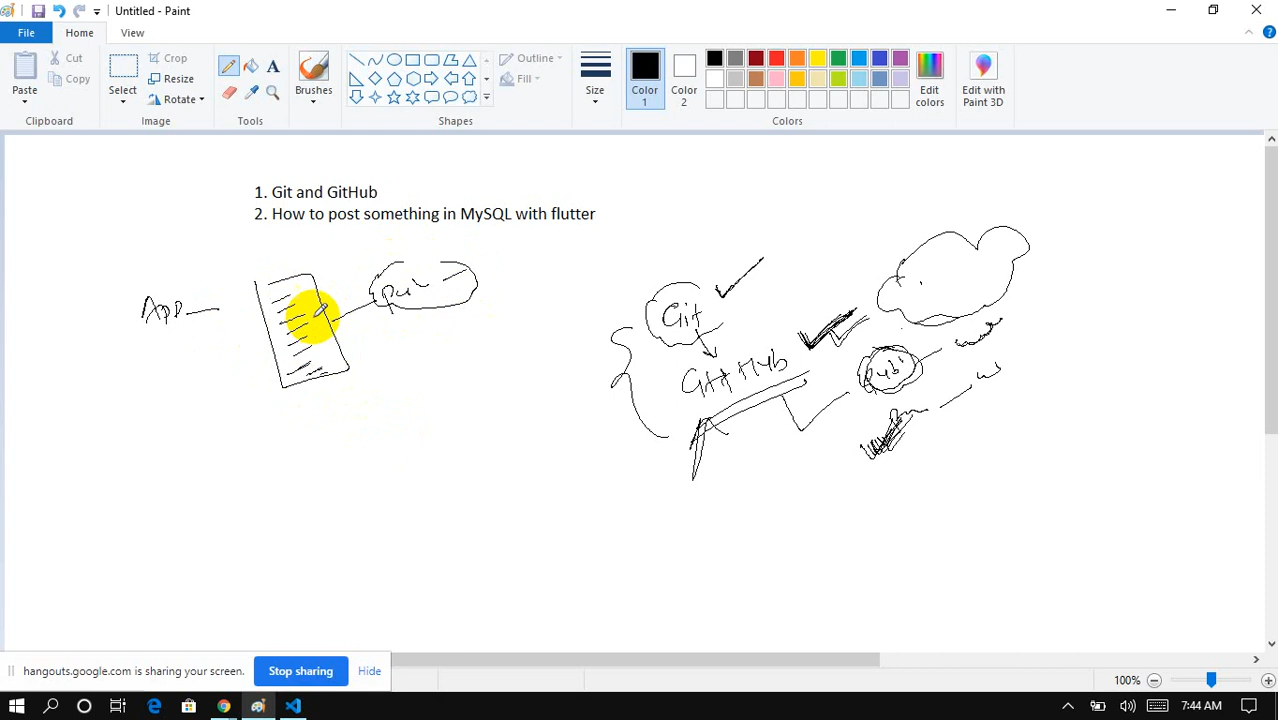 Untitled - Paint
File
Home
View
Paste
Cut
Copy
Clipboard
Select
Crop
Resize
Rotate
Image
A
Tools
Brushes
Outline
Fill
Shapes
Size
Color 1
Color 2
Edit colors
Colors
Edit with Paint 3D
1. Git and GitHub
2. How to post something in MySQL with flutter
App
Git
GitHub
Pub
hangouts.google.com is sharing your screen.
Stop sharing
Hide
100%
7:44 AM